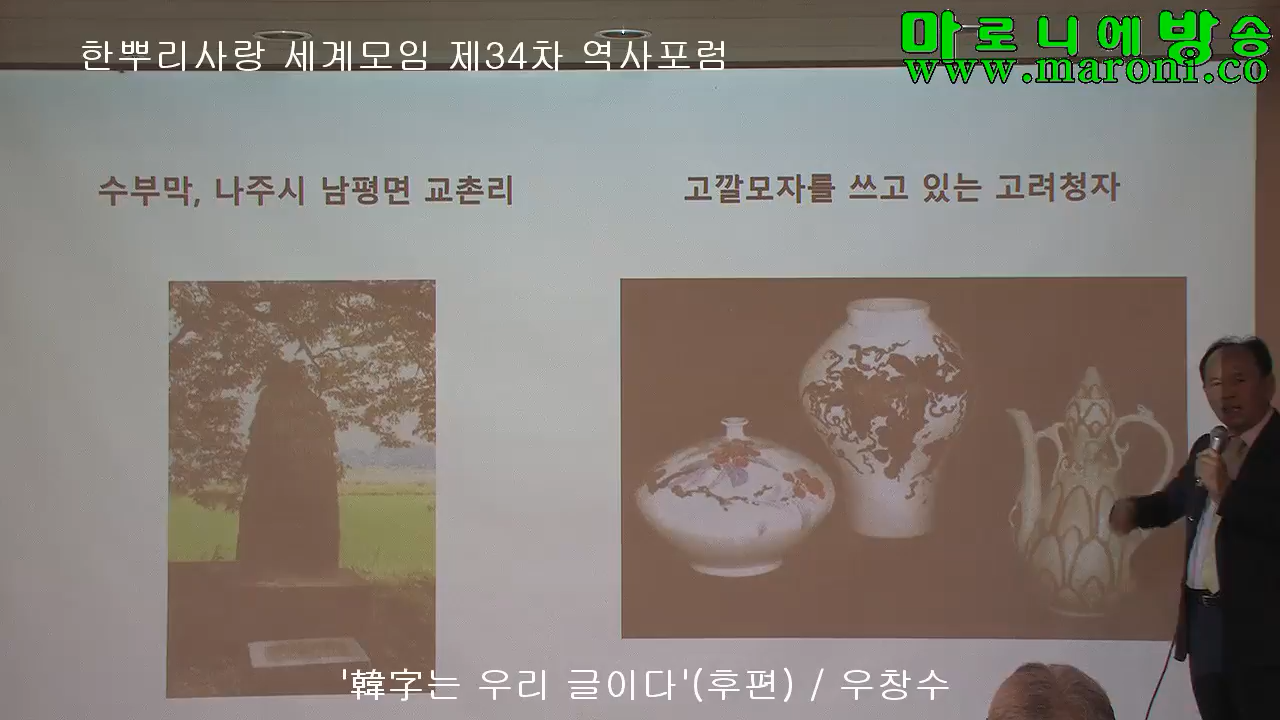 한뿌리사랑 세계모임 제34차 역사포럼
마로니에방송
www.maroni.co
수부막, 나주시 남평면 교촌리
고깔모자를 쓰고 있는 고려청자
'韓字는 우리 글이다'(후편) / 우창수